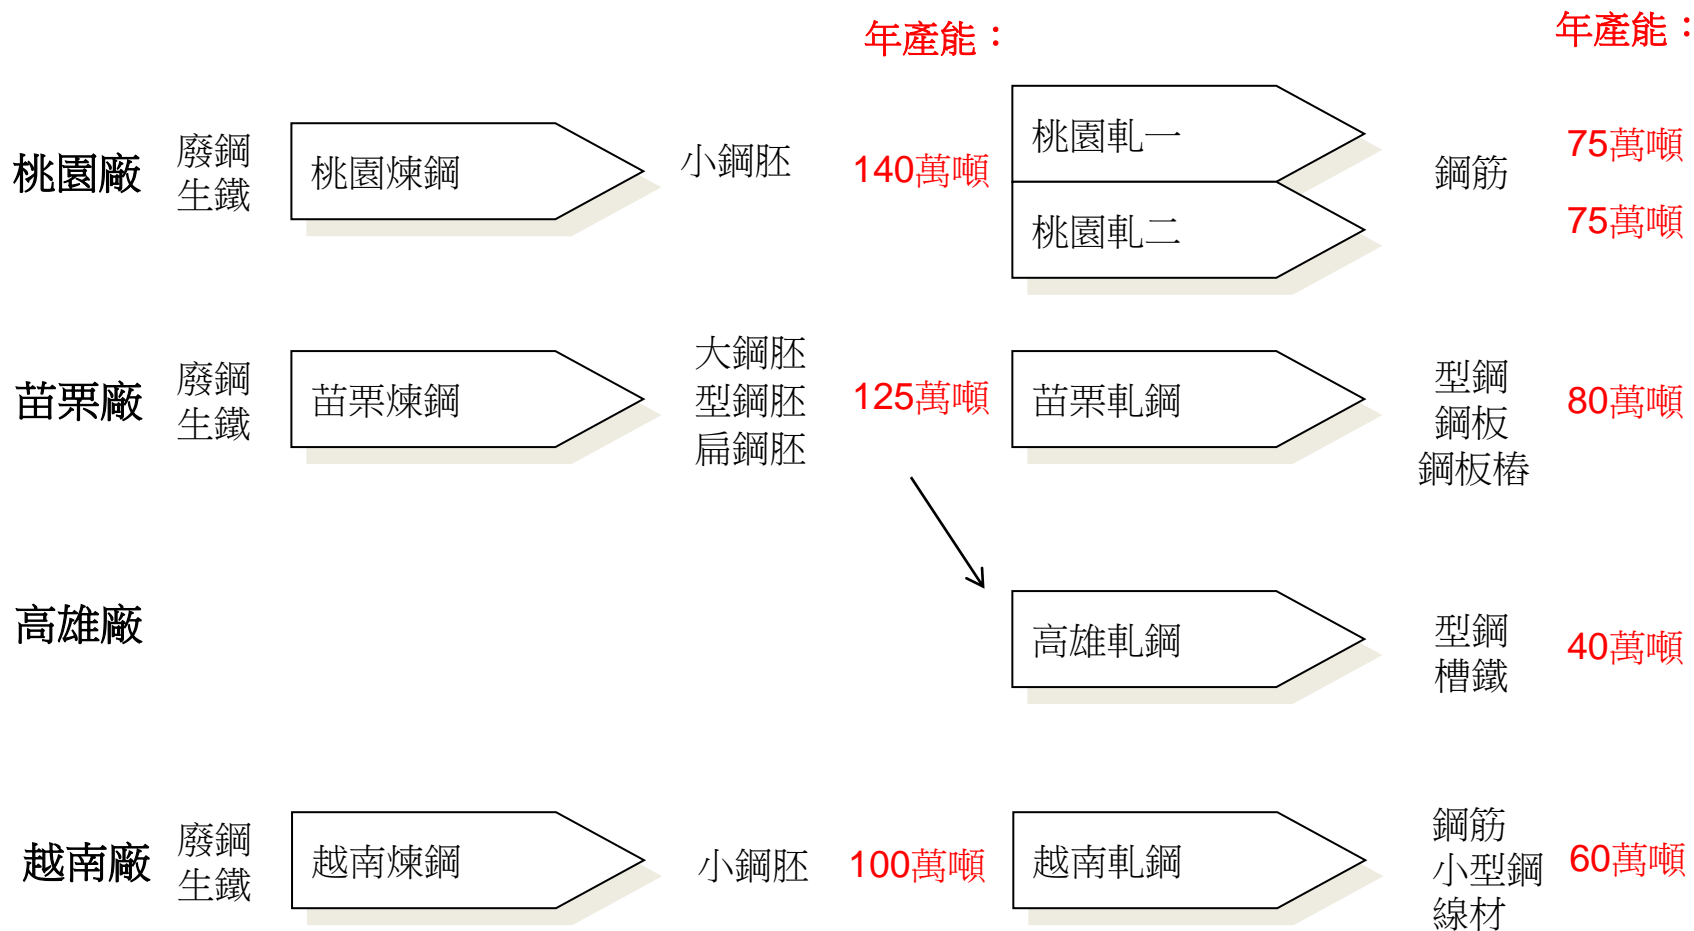 年產能：
年產能：
桃園廠
廢鋼
生鐵
桃園煉鋼
小鋼胚
140萬噸
桃園軋一
桃園軋二
鋼筋
75萬噸
75萬噸
苗栗廠
廢鋼
生鐵
苗栗煉鋼
大鋼胚
型鋼胚
扁鋼胚
125萬噸
苗栗軋鋼
型鋼
鋼板
鋼板樁
80萬噸
高雄廠
高雄軋鋼
型鋼
槽鐵
40萬噸
越南廠
廢鋼
生鐵
越南煉鋼
小鋼胚
100萬噸
越南軋鋼
鋼筋
小型鋼
線材
60萬噸